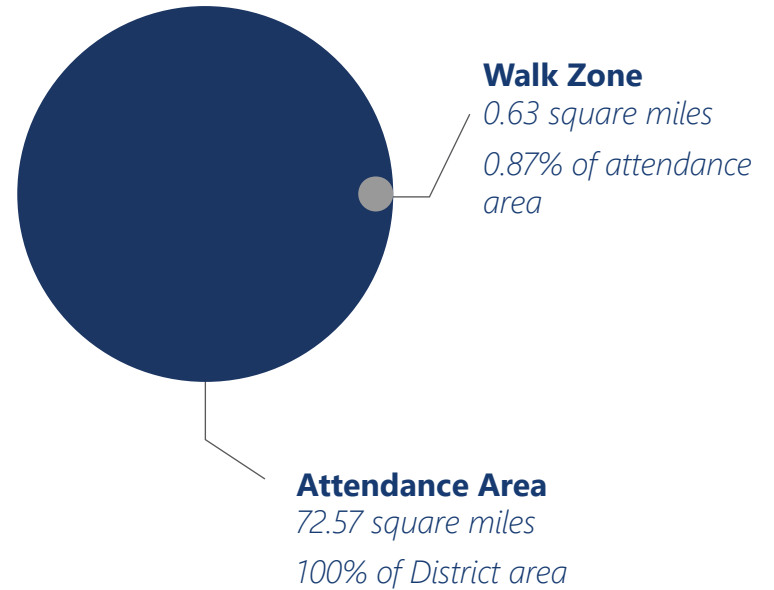 Walk Zone
0.63 square miles
0.87% of attendance
area
Attendance Area
72.57 square miles
100% of District area